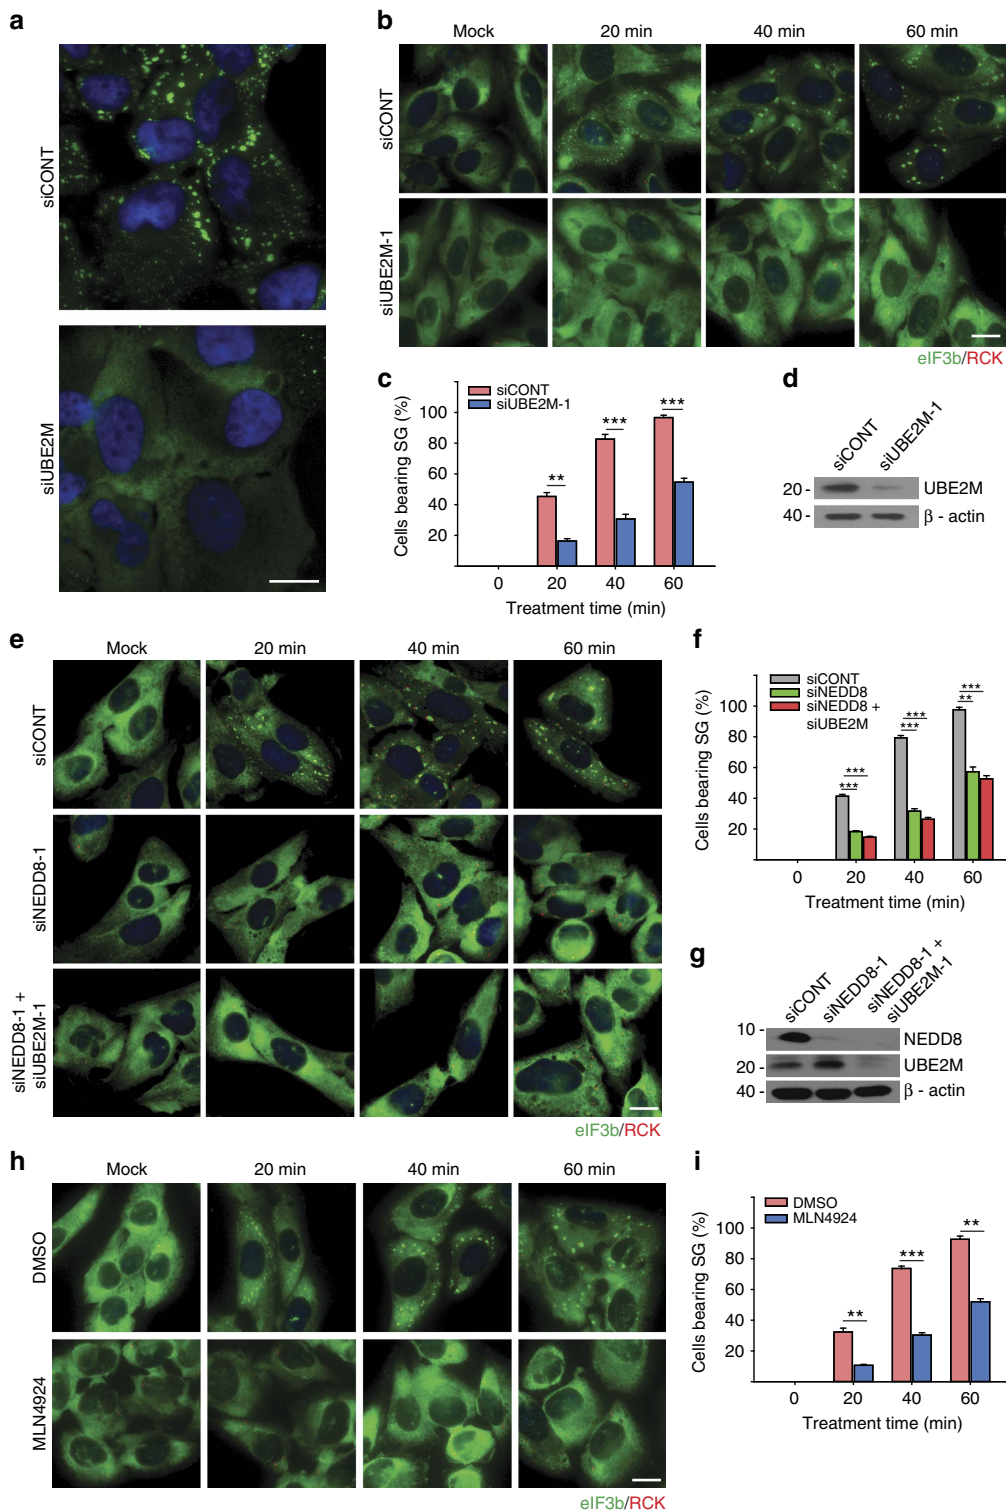 a
siCONT
siUBE2M
b
Mock 20 min 40 min 60 min
siCONT
siUBE2M-1
eIF3b/RCK
c
siCONT
siUBE2M-1
Cells bearing SG (%)
100
80
60
40
20
** *** ***
0 20 40 60
Treatment time (min)
d
siCONT siUBE2M-1
20 - UBE2M
40 - β - actin
e
Mock 20 min 40 min 60 min
siCONT
siNEDD8-1
siNEDD8-1 +
siUBE2M-1
eIF3b/RCK
f
siCONT
siNEDD8
siNEDD8 +
siUBE2M
Cells bearing SG (%)
100
80
60
40
20
*** *** ***
*** *** **
0 20 40 60
Treatment time (min)
g
siCONT siNEDD8-1 siNEDD8-1 +
siUBE2M-1
10 - NEDD8
20 - UBE2M
40 - β - actin
h
Mock 20 min 40 min 60 min
DMSO
MLN4924
eIF3b/RCK
i
DMSO
MLN4924
Cells bearing SG (%)
100
80
60
40
20
** *** **
0 20 40 60
Treatment time (min)